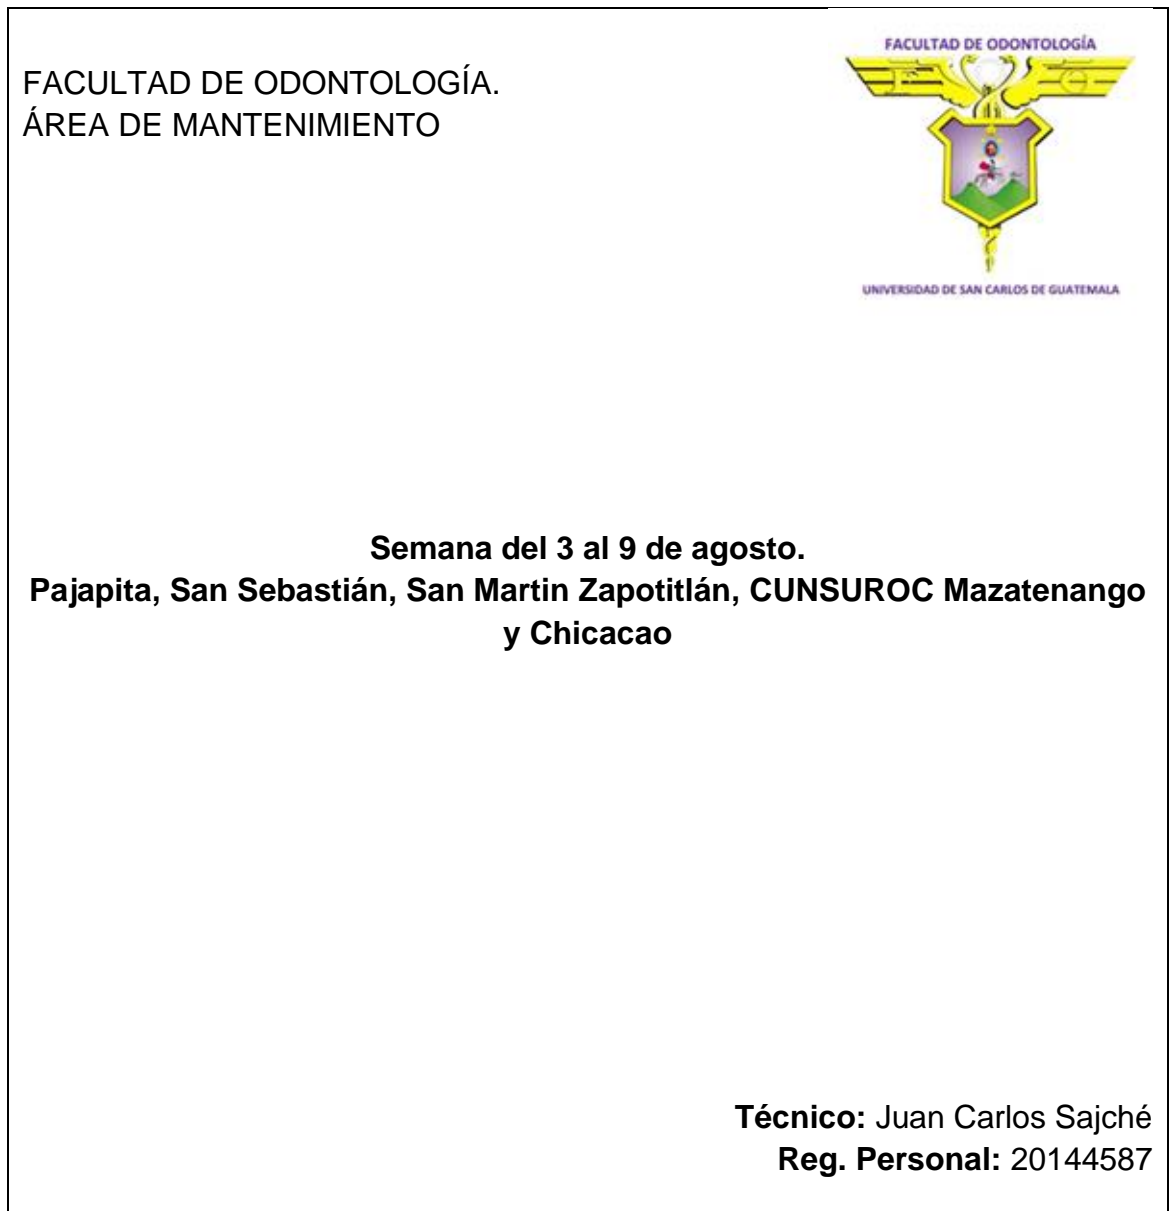 FACULTAD DE ODONTOLOGÍA.
ÁREA DE MANTENIMIENTO
FACULTAD DE ODONTOLOGÍA
UNIVERSIDAD DE SAN CARLOS DE GUATEMALA
Semana del 3 al 9 de agosto.
Pajapita, San Sebastián, San Martin Zapotitlán, CUNSUROC Mazatenango
y Chicacao
Técnico: Juan Carlos Sajché
Reg. Personal: 20144587